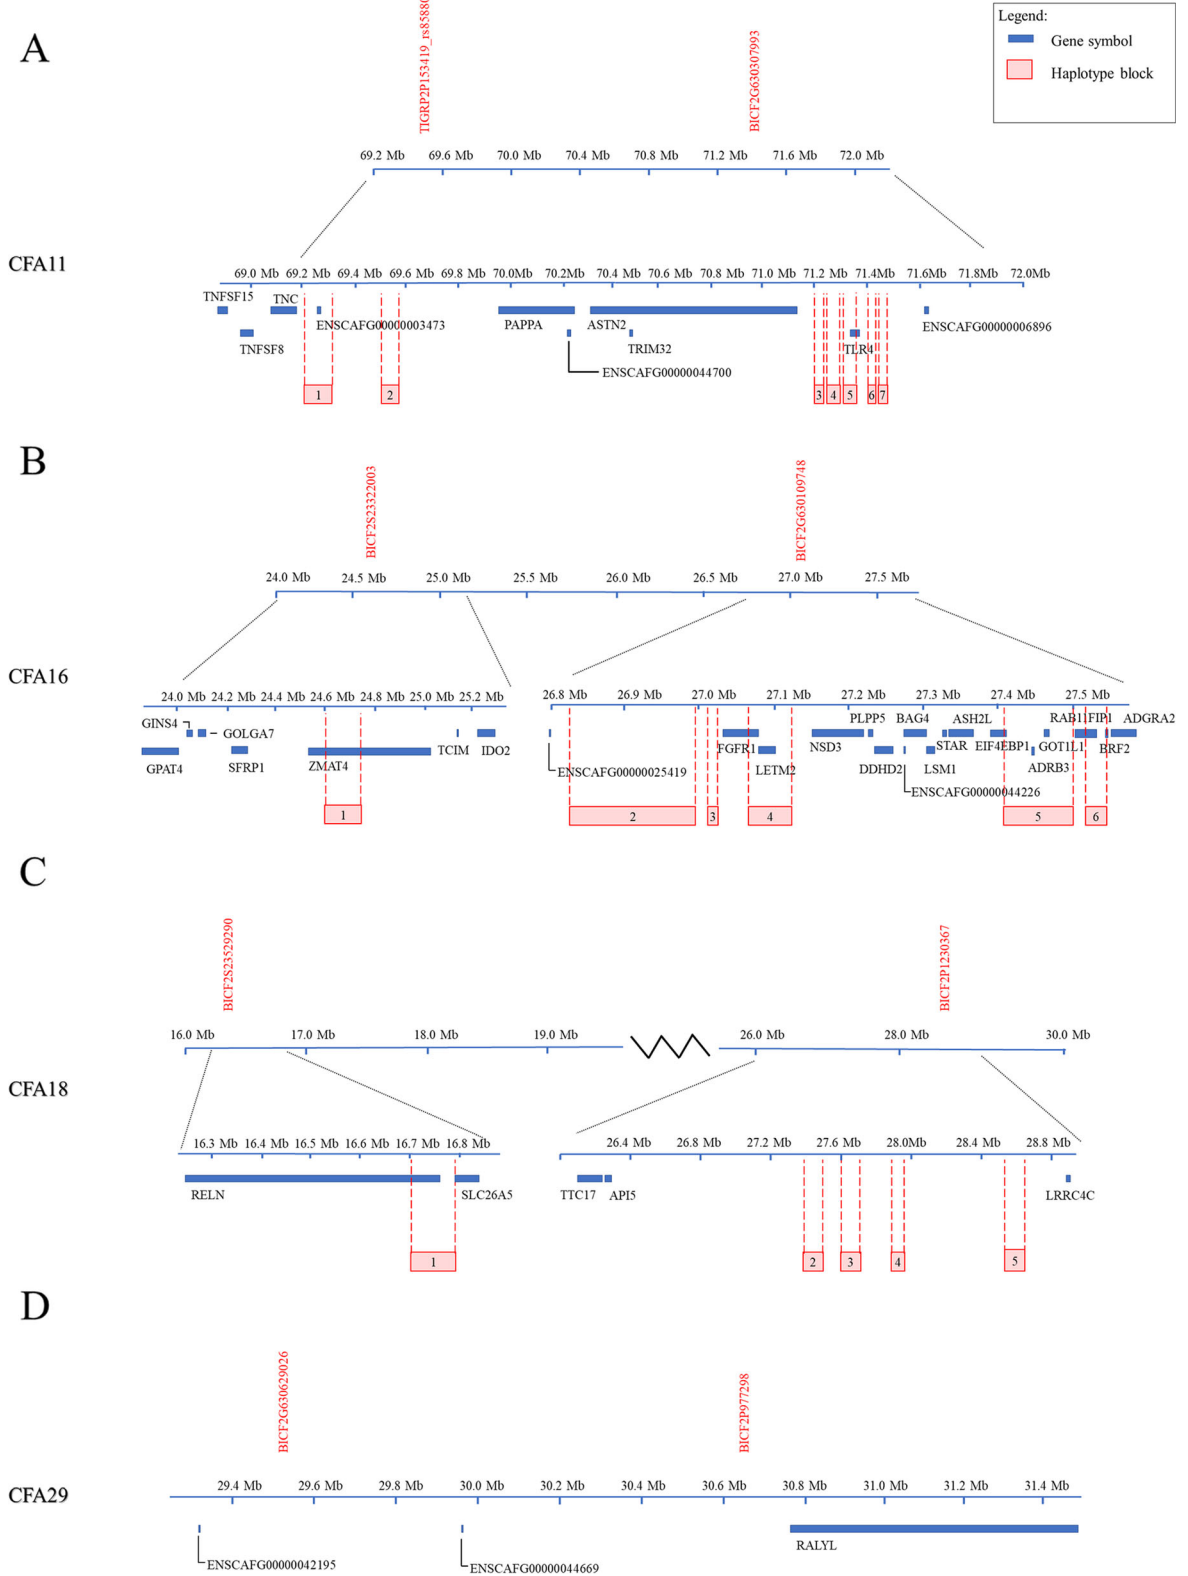 Legend:
Gene symbol
Haplotype block
A
TIGRP2P153419_rs85880
BICF2G630307993
69.2 Mb 69.6 Mb 70.0 Mb 70.4 Mb 70.8 Mb 71.2 Mb 71.6 Mb 72.0 Mb
CFA11
69.0 Mb 69.2 Mb 69.4 Mb 69.6 Mb 69.8 Mb 70.0Mb 70.2Mb 70.4 Mb 70.6 Mb 70.8 Mb 71.0 Mb 71.2 Mb 71.4Mb 71.6Mb 71.8Mb 72.0Mb
TNFSF15 TNC
ENSCAFG00000003473 PAPPA ASTN2 ENSCAFG00000006896
TNFSF8 TRIM32 TLR4
ENSCAFG00000044700
1 2 3 4 5 6 7
B
BICF2S23322003
BICF2G630109748
24.0 Mb 24.5 Mb 25.0 Mb 25.5 Mb 26.0 Mb 26.5 Mb 27.0 Mb 27.5 Mb
CFA16
24.0 Mb 24.2 Mb 24.4 Mb 24.6 Mb 24.8 Mb 25.0Mb 25.2 Mb
26.8 Mb 26.9 Mb 27.0 Mb 27.1 Mb 27.2 Mb 27.3 Mb 27.4 Mb 27.5 Mb
GINS4 PLPP5 BAG4 ASH2L RAB11FIP1 ADGRA2
GOLGA7 TCIM IDO2 FGFR1 NSD3 STAR EIF4EBP1 GOT1L1 BRF2
GPAT4 SFRP1 ZMAT4 ENSCAFG00000025419 LETM2 DDHD2 LSM1 ADRB3
ENSCAFG00000044226
1 2 3 4 5 6
C
BICF2S23529290
BICF2P1230367
16.0 Mb 17.0 Mb 18.0 Mb 19.0 Mb 26.0 Mb 28.0 Mb 30.0 Mb
CFA18
16.3 Mb 16.4 Mb 16.5 Mb 16.6 Mb 16.7 Mb 16.8 Mb
26.4 Mb 26.8 Mb 27.2 Mb 27.6 Mb 28.0Mb 28.4 Mb 28.8 Mb
RELN SLC26A5 TTC17 API5 LRRC4C
1 2 3 4 5
D
BICF2G630629026
BICF2P977298
CFA29
29.4 Mb 29.6 Mb 29.8 Mb 30.0 Mb 30.2 Mb 30.4 Mb 30.6 Mb 30.8 Mb 31.0 Mb 31.2 Mb 31.4 Mb
RALYL
ENSCAFG00000042195 ENSCAFG00000044669